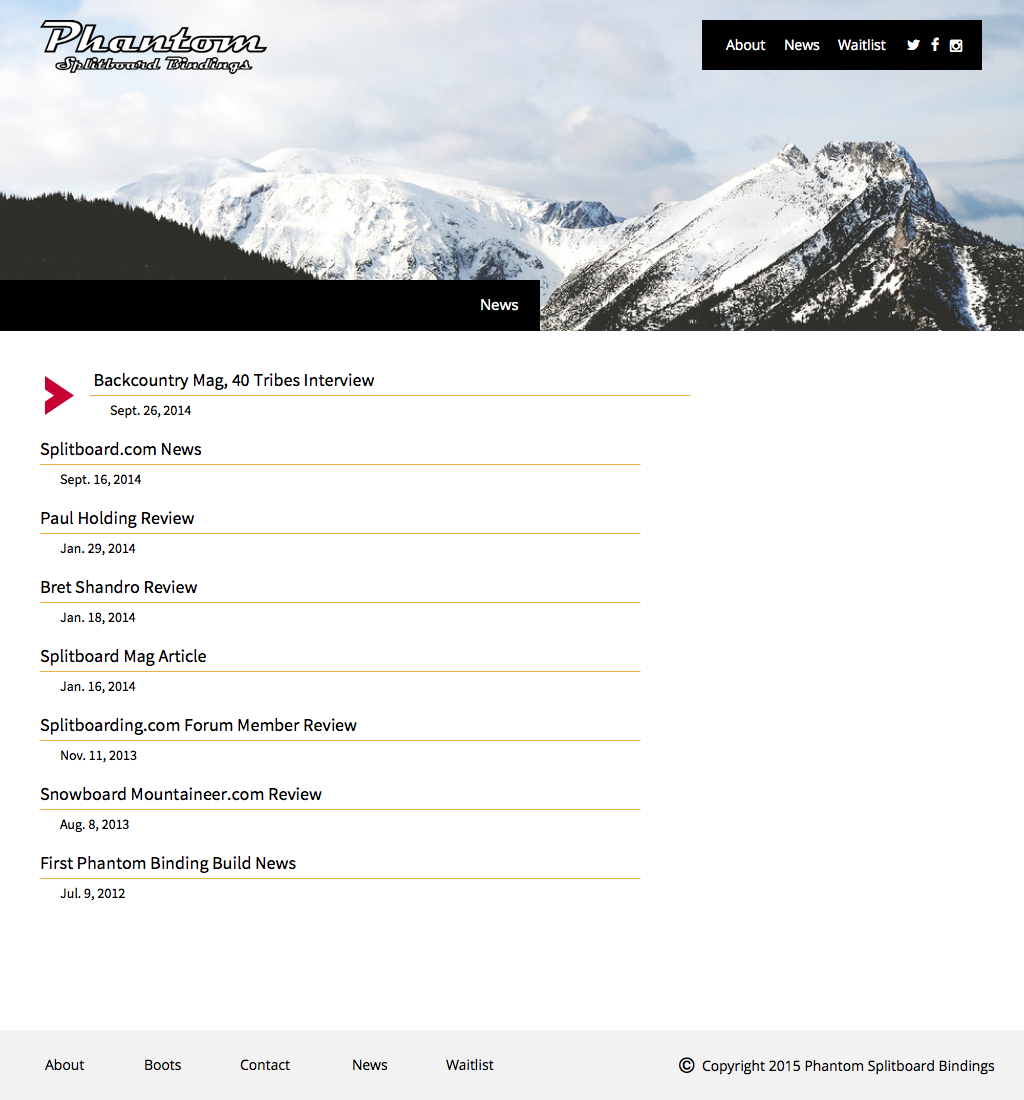 Phantom
Splitboard Bindings
About News Waitlist
News
Backcountry Mag, 40 Tribes Interview
Sept. 26, 2014
Splitboard.com News
Sept. 16, 2014
Paul Holding Review
Jan. 29, 2014
Bret Shandro Review
Jan. 18, 2014
Splitboard Mag Article
Jan. 16, 2014
Splitboarding.com Forum Member Review
Nov. 11, 2013
Snowboard Mountaineer.com Review
Aug. 8, 2013
First Phantom Binding Build News
Jul. 9, 2012
About Boots Contact News Waitlist © Copyright 2015 Phantom Splitboard Bindings